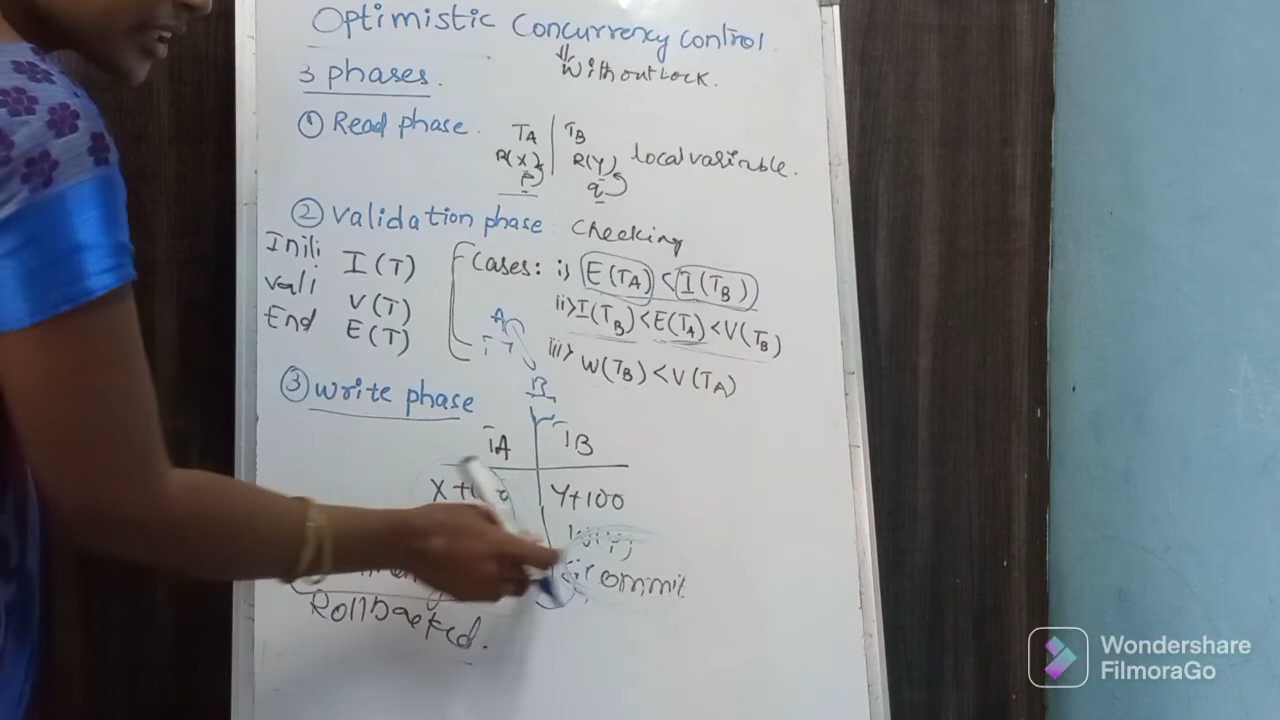 Optimistic Concurrency Control
⇓
Without Lock.
3 phases.
① Read phase.
TA | TB
R(X) R(Y) local variable.
P q
② Validation phase: checking
Inili I(T)
vali V(T)
End E(T)
Cases: i) E(TA) < I(TB)
ii) I(TB) < E(TA) < V(TB)
iii) W(TB) < V(TA)
A
B
③ Write phase
TA TB
X+ Y+100
Commit
Rollbacked.
Wondershare
FilmoraGo